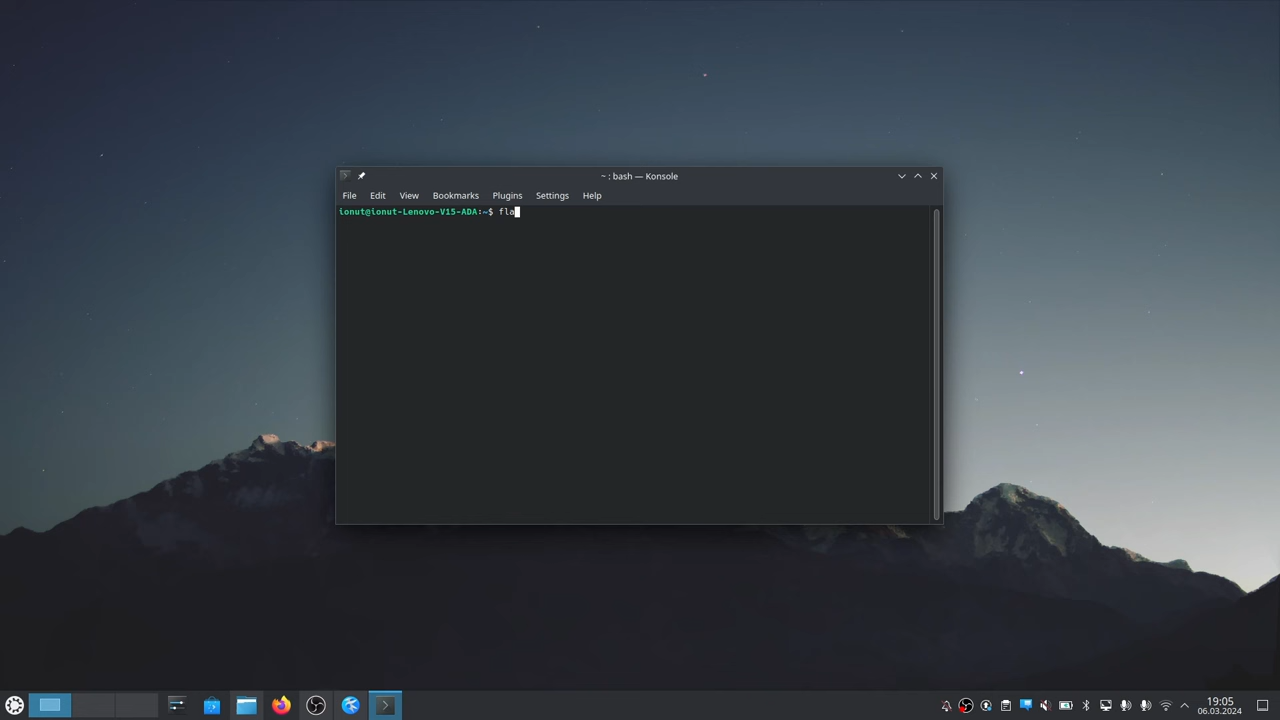 ~ : bash — Konsole
File Edit View Bookmarks Plugins Settings Help
ionut@ionut-Lenovo-V15-ADA:~$ fla
19:05
06.03.2024